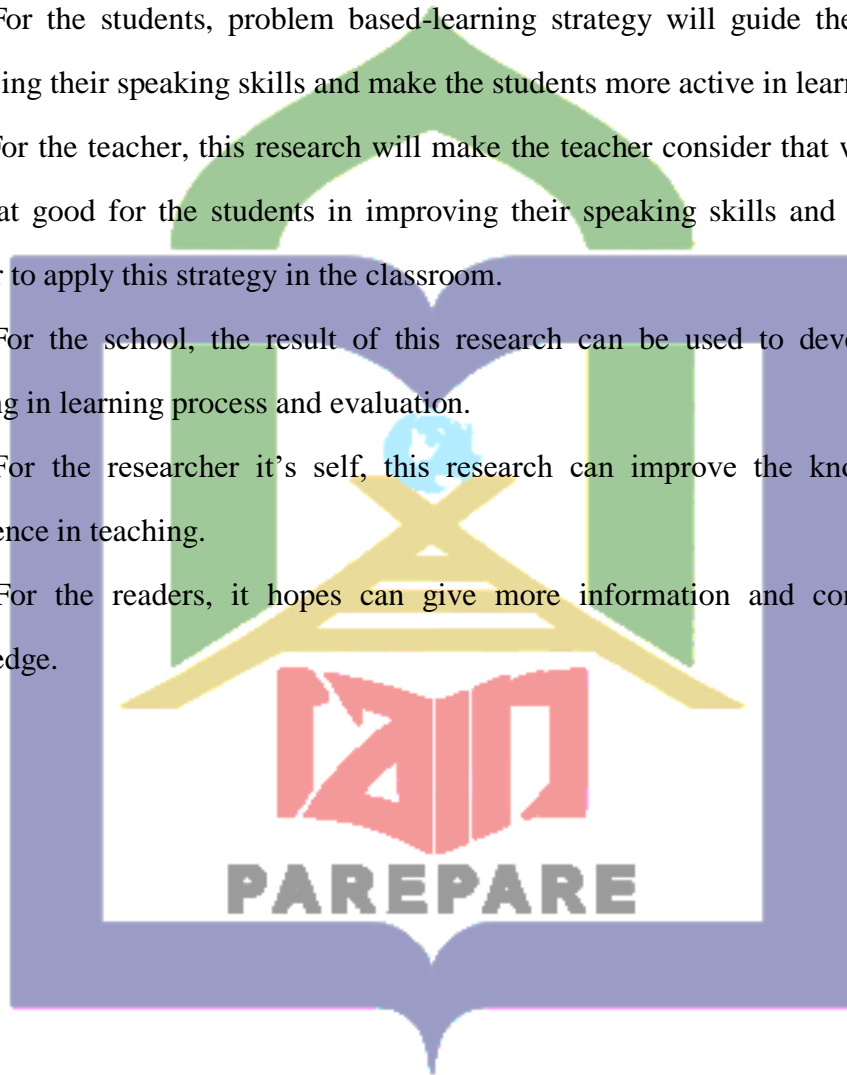 For the students, problem based-learning strategy will guide the
ing their speaking skills and make the students more active in learn
For the teacher, this research will make the teacher consider that w
at good for the students in improving their speaking skills and
r to apply this strategy in the classroom.
For the school, the result of this research can be used to deve
ng in learning process and evaluation.
For the researcher it’s self, this research can improve the kno
ence in teaching.
For the readers, it hopes can give more information and con
edge.
iain
PAREPARE